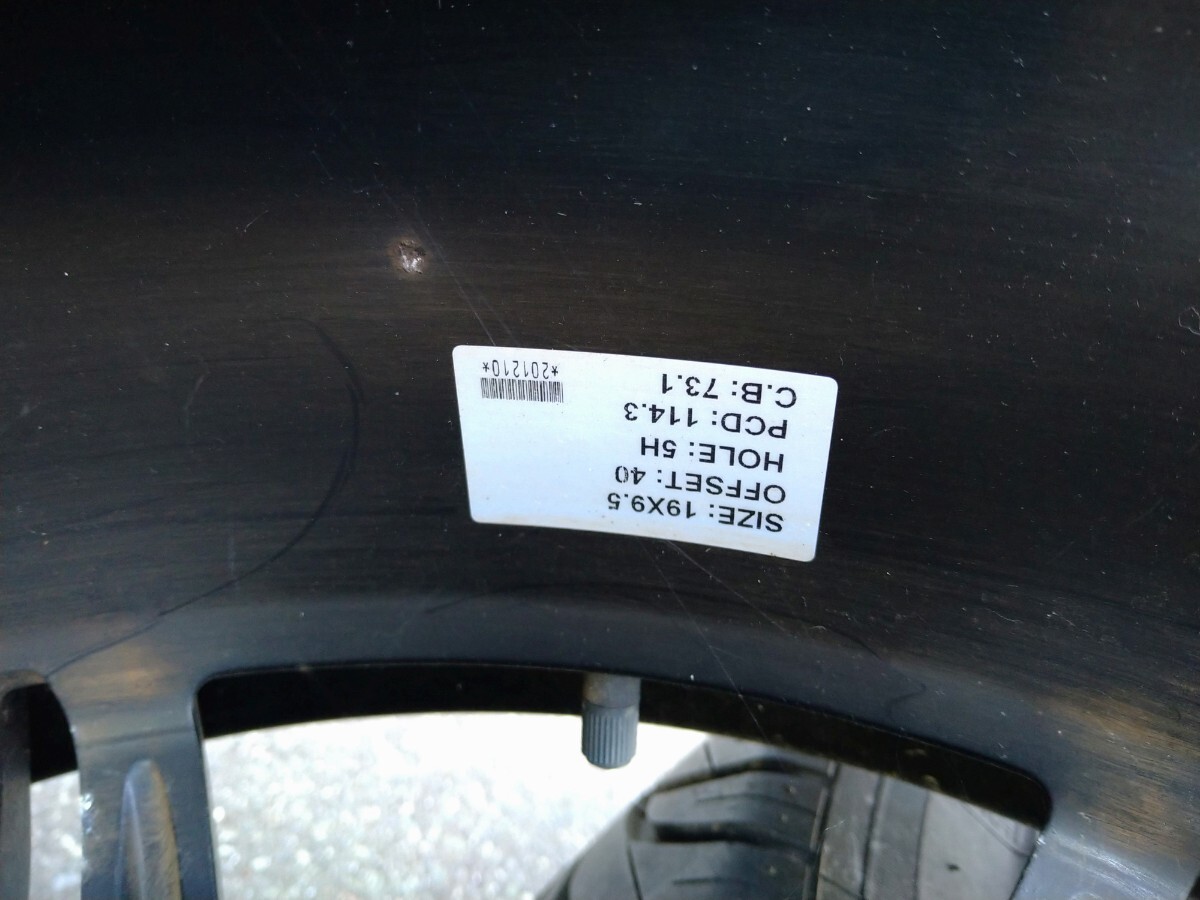 SIZE: 19X9.5
OFFSET: 40
HOLE: 5H
PCD: 114.3
C.B: 73.1
*201210*